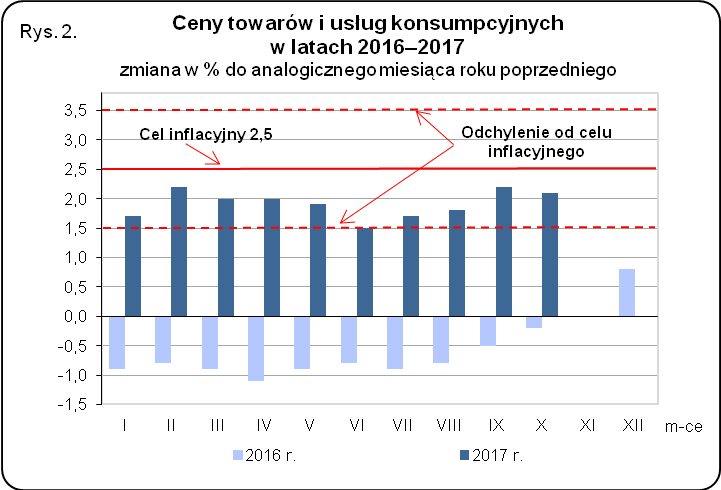 Rys. 2.
Ceny towarów i usług konsumpcyjnych
w latach 2016–2017
zmiana w % do analogicznego miesiąca roku poprzedniego
Cel inflacyjny 2,5
Odchylenie od celu
inflacyjnego
3,5
3,0
2,5
2,0
1,5
1,0
0,5
0,0
-0,5
-1,0
-1,5
I II III IV V VI VII VIII IX X XI XII m-ce
2016 r. 2017 r.